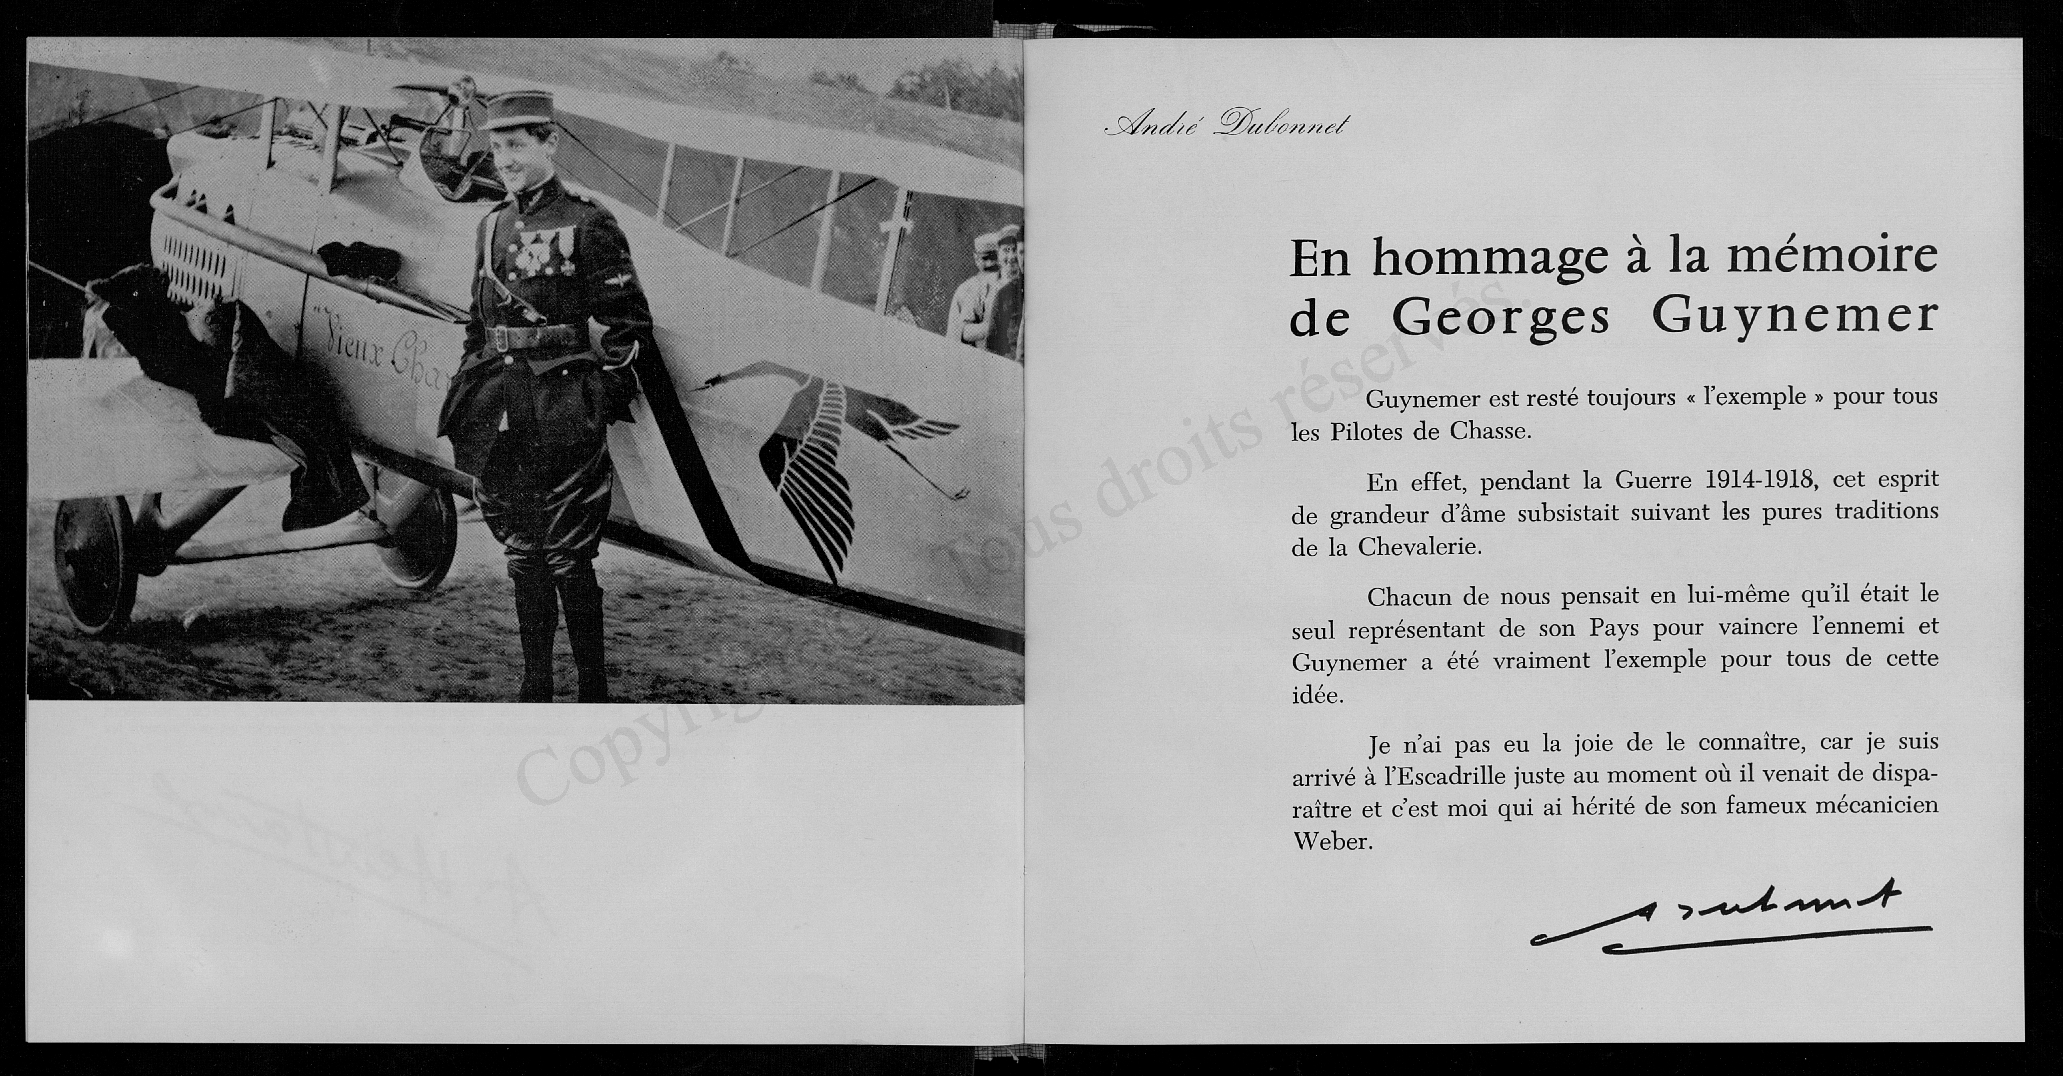 "Vieux Cha
André Dubonnet
En hommage à la mémoire
de Georges Guynemer
Guynemer est resté toujours « l'exemple » pour tous
les Pilotes de Chasse.
En effet, pendant la Guerre 1914-1918, cet esprit
de grandeur d'âme subsistait suivant les pures traditions
de la Chevalerie.
Chacun de nous pensait en lui-même qu'il était le
seul représentant de son Pays pour vaincre l'ennemi et
Guynemer a été vraiment l'exemple pour tous de cette
idée.
Je n'ai pas eu la joie de le connaître, car je suis
arrivé à l'Escadrille juste au moment où il venait de dispa-
raître et c'est moi qui ai hérité de son fameux mécanicien
Weber.
A Dubonnet
Tous droits réservés.